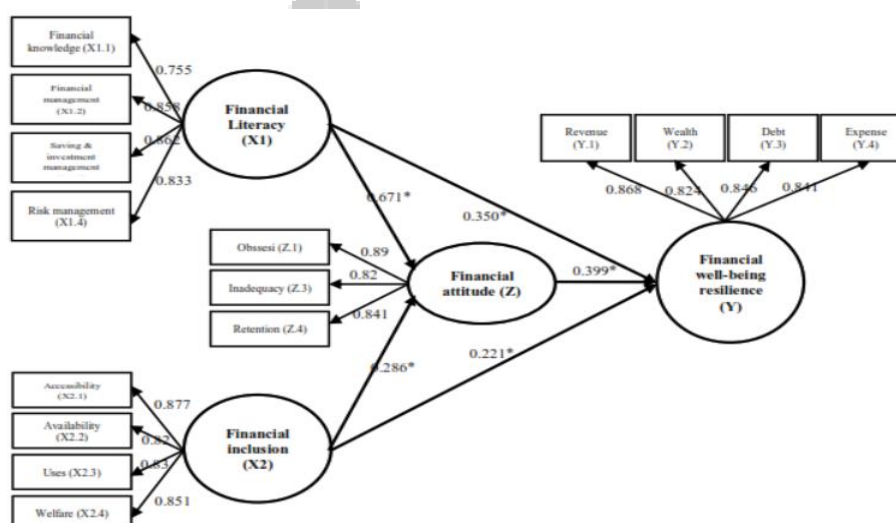 Financial
knowledge (X1.1)
Financial
management
(X1.2)
Saving &
investment
management
Risk management
(X1.4)
0.755
0.858
0.862
0.833
Financial
Literacy
(X1)
0.671*
0.350*
Revenue
(Y.1)
Wealth
(Y.2)
Debt
(Y.3)
Expense
(Y.4)
0.868
0.824
0.846
0.841
Obssesi (Z.1)
Inadequacy (Z.3)
Retention (Z.4)
0.89
0.82
0.841
Financial
attitude (Z)
0.399*
Financial
well-being
resilience
(Y)
0.286*
0.221*
Accessibility
(X2.1)
Availability
(X2.2)
Uses (X2.3)
Welfare (X2.4)
0.877
0.82
0.83
0.851
Financial
inclusion
(X2)